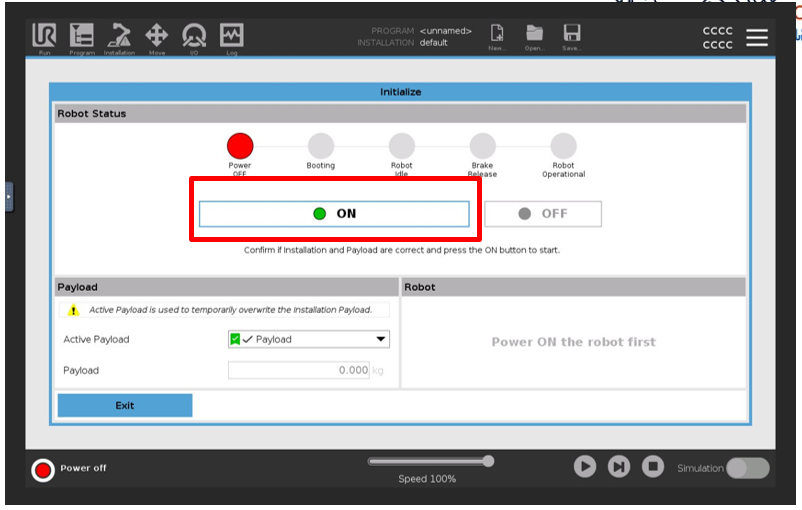 UR
PROGRAM <unnamed>
INSTALLATION default
CCCC
CCCC
Run Program Installation Move I/O Log New... Open... Save...
Initialize
Robot Status
Power OFF
Booting
Robot Idle
Brake Release
Robot Operational
ON
OFF
Confirm if Installation and Payload are correct and press the ON button to start.
Payload
Robot
Active Payload is used to temporarily overwrite the Installation Payload.
Active Payload
Payload
Power ON the robot first
Payload
0.000 kg
Exit
Power off
Speed 100%
Simulation